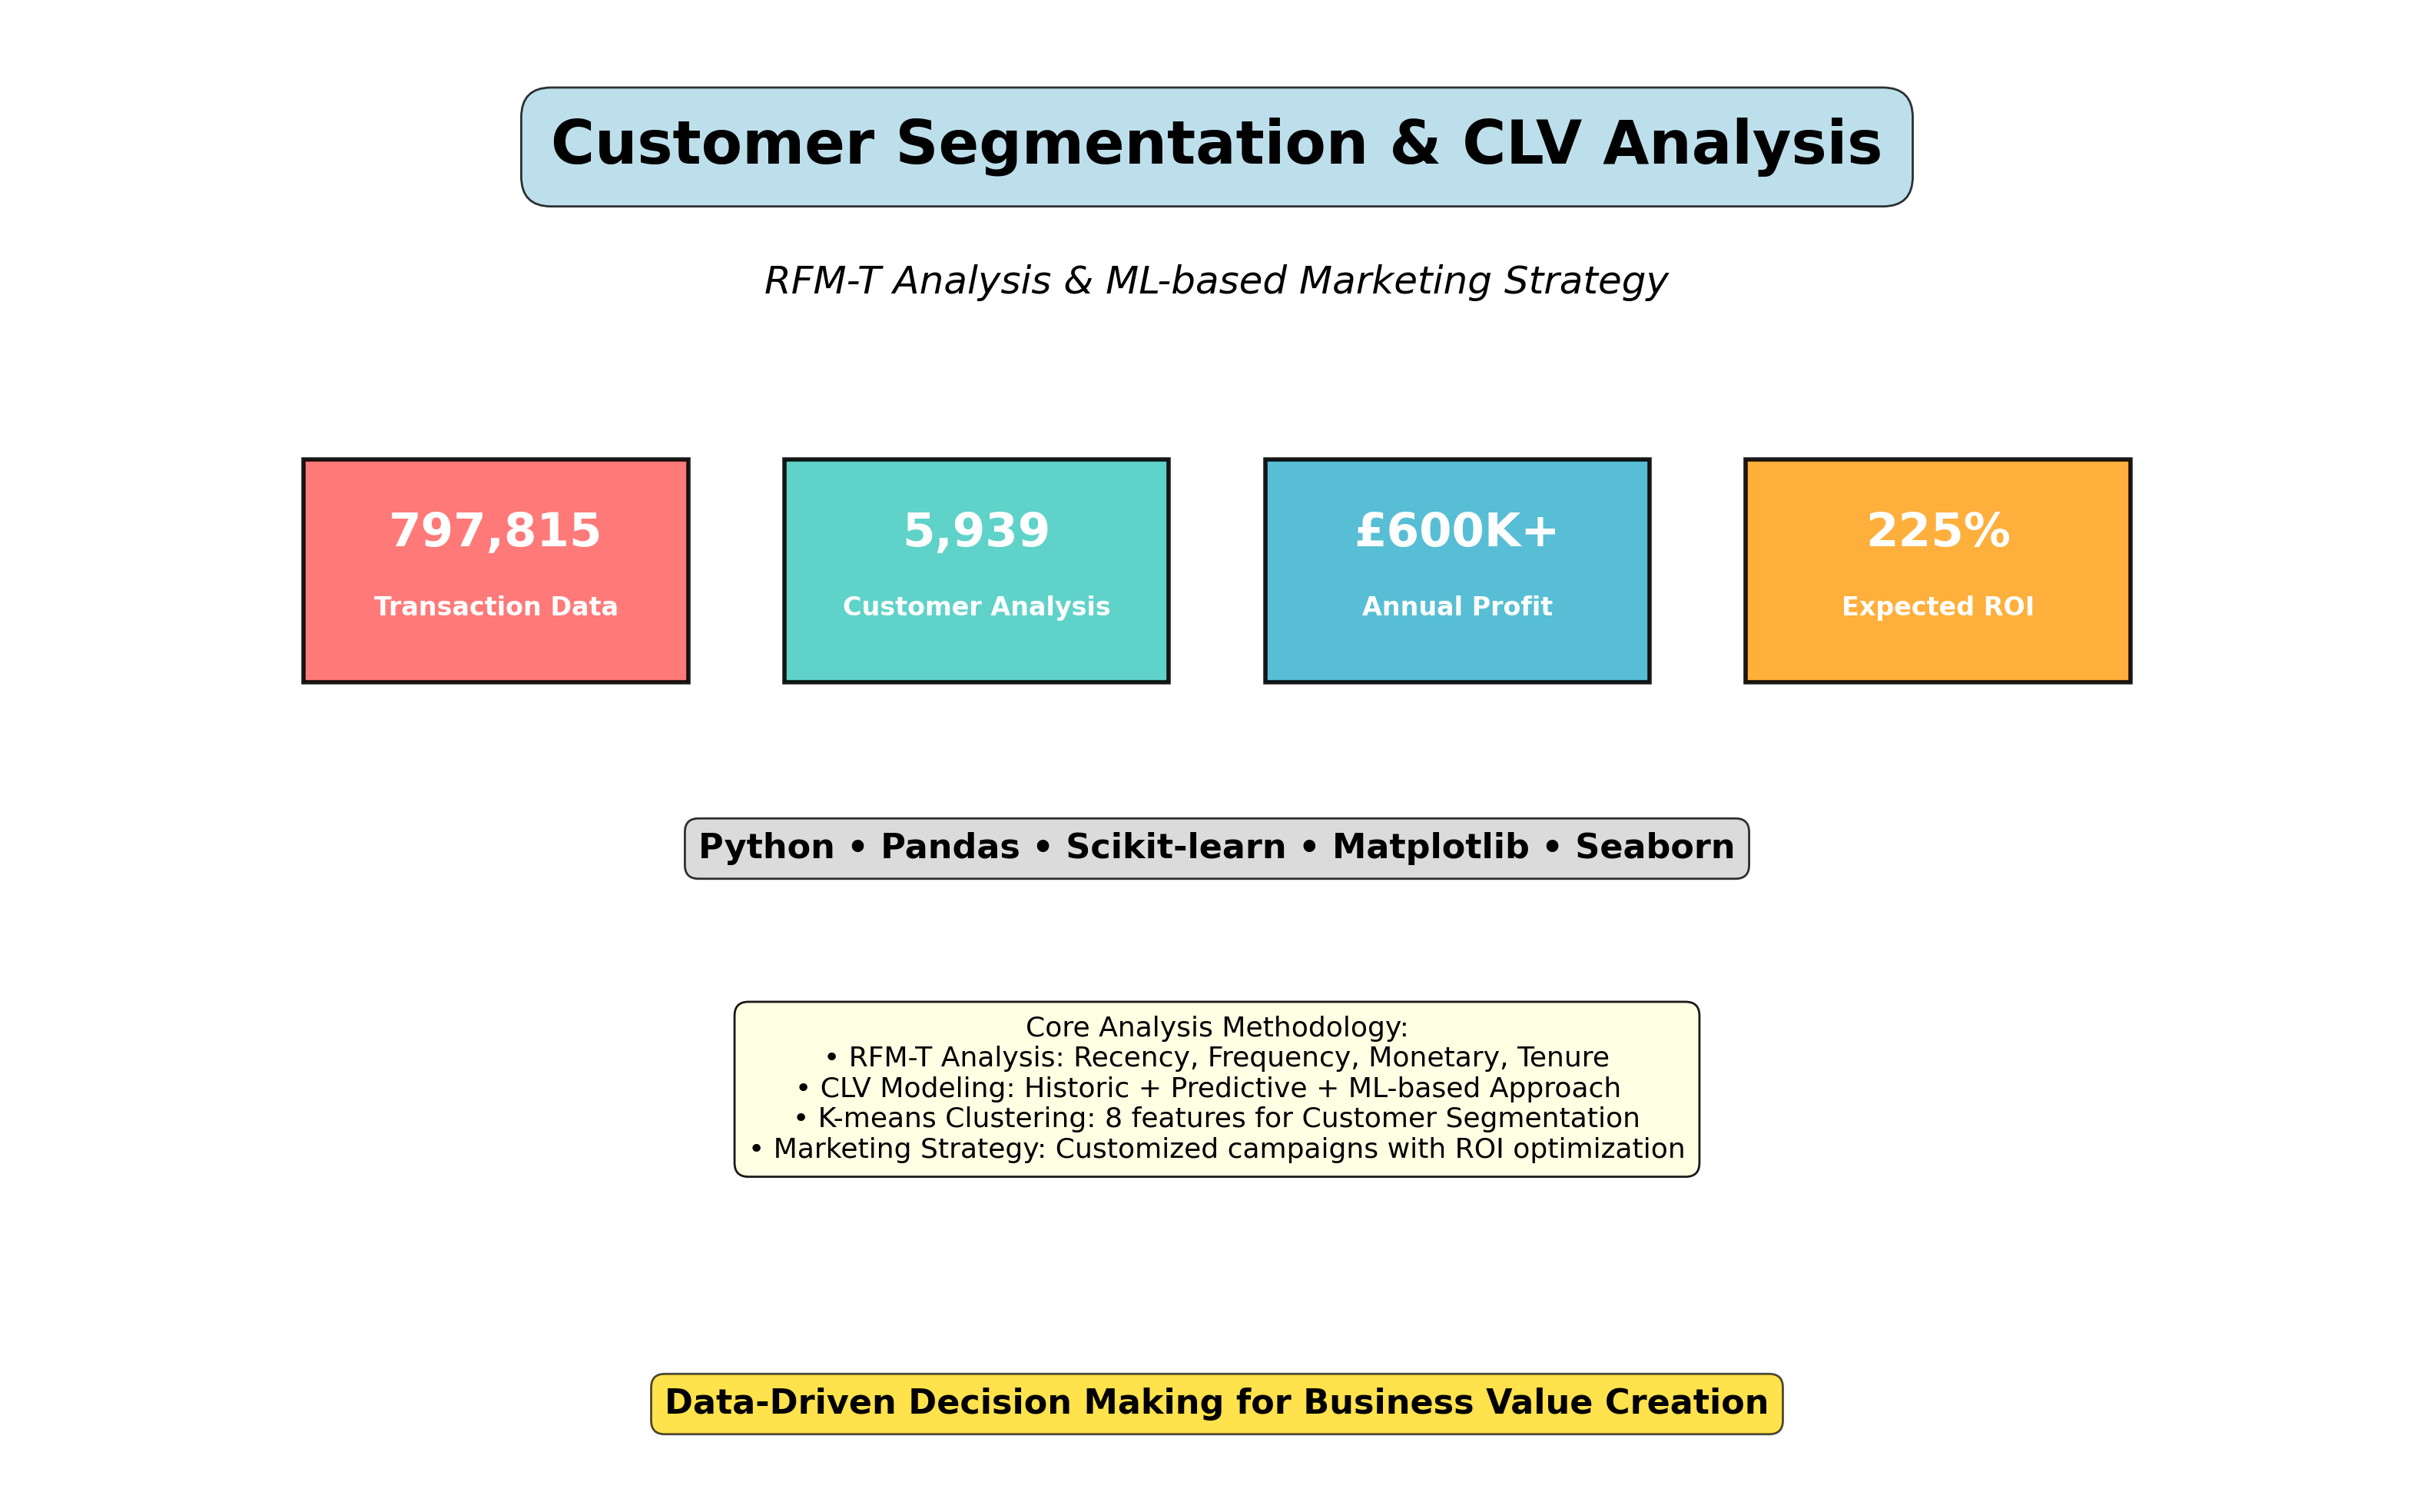 Customer Segmentation & CLV Analysis
RFM-T Analysis & ML-based Marketing Strategy
797,815
Transaction Data
5,939
Customer Analysis
£600K+
Annual Profit
225%
Expected ROI
Python • Pandas • Scikit-learn • Matplotlib • Seaborn
Core Analysis Methodology:
• RFM-T Analysis: Recency, Frequency, Monetary, Tenure
• CLV Modeling: Historic + Predictive + ML-based Approach
• K-means Clustering: 8 features for Customer Segmentation
• Marketing Strategy: Customized campaigns with ROI optimization
Data-Driven Decision Making for Business Value Creation